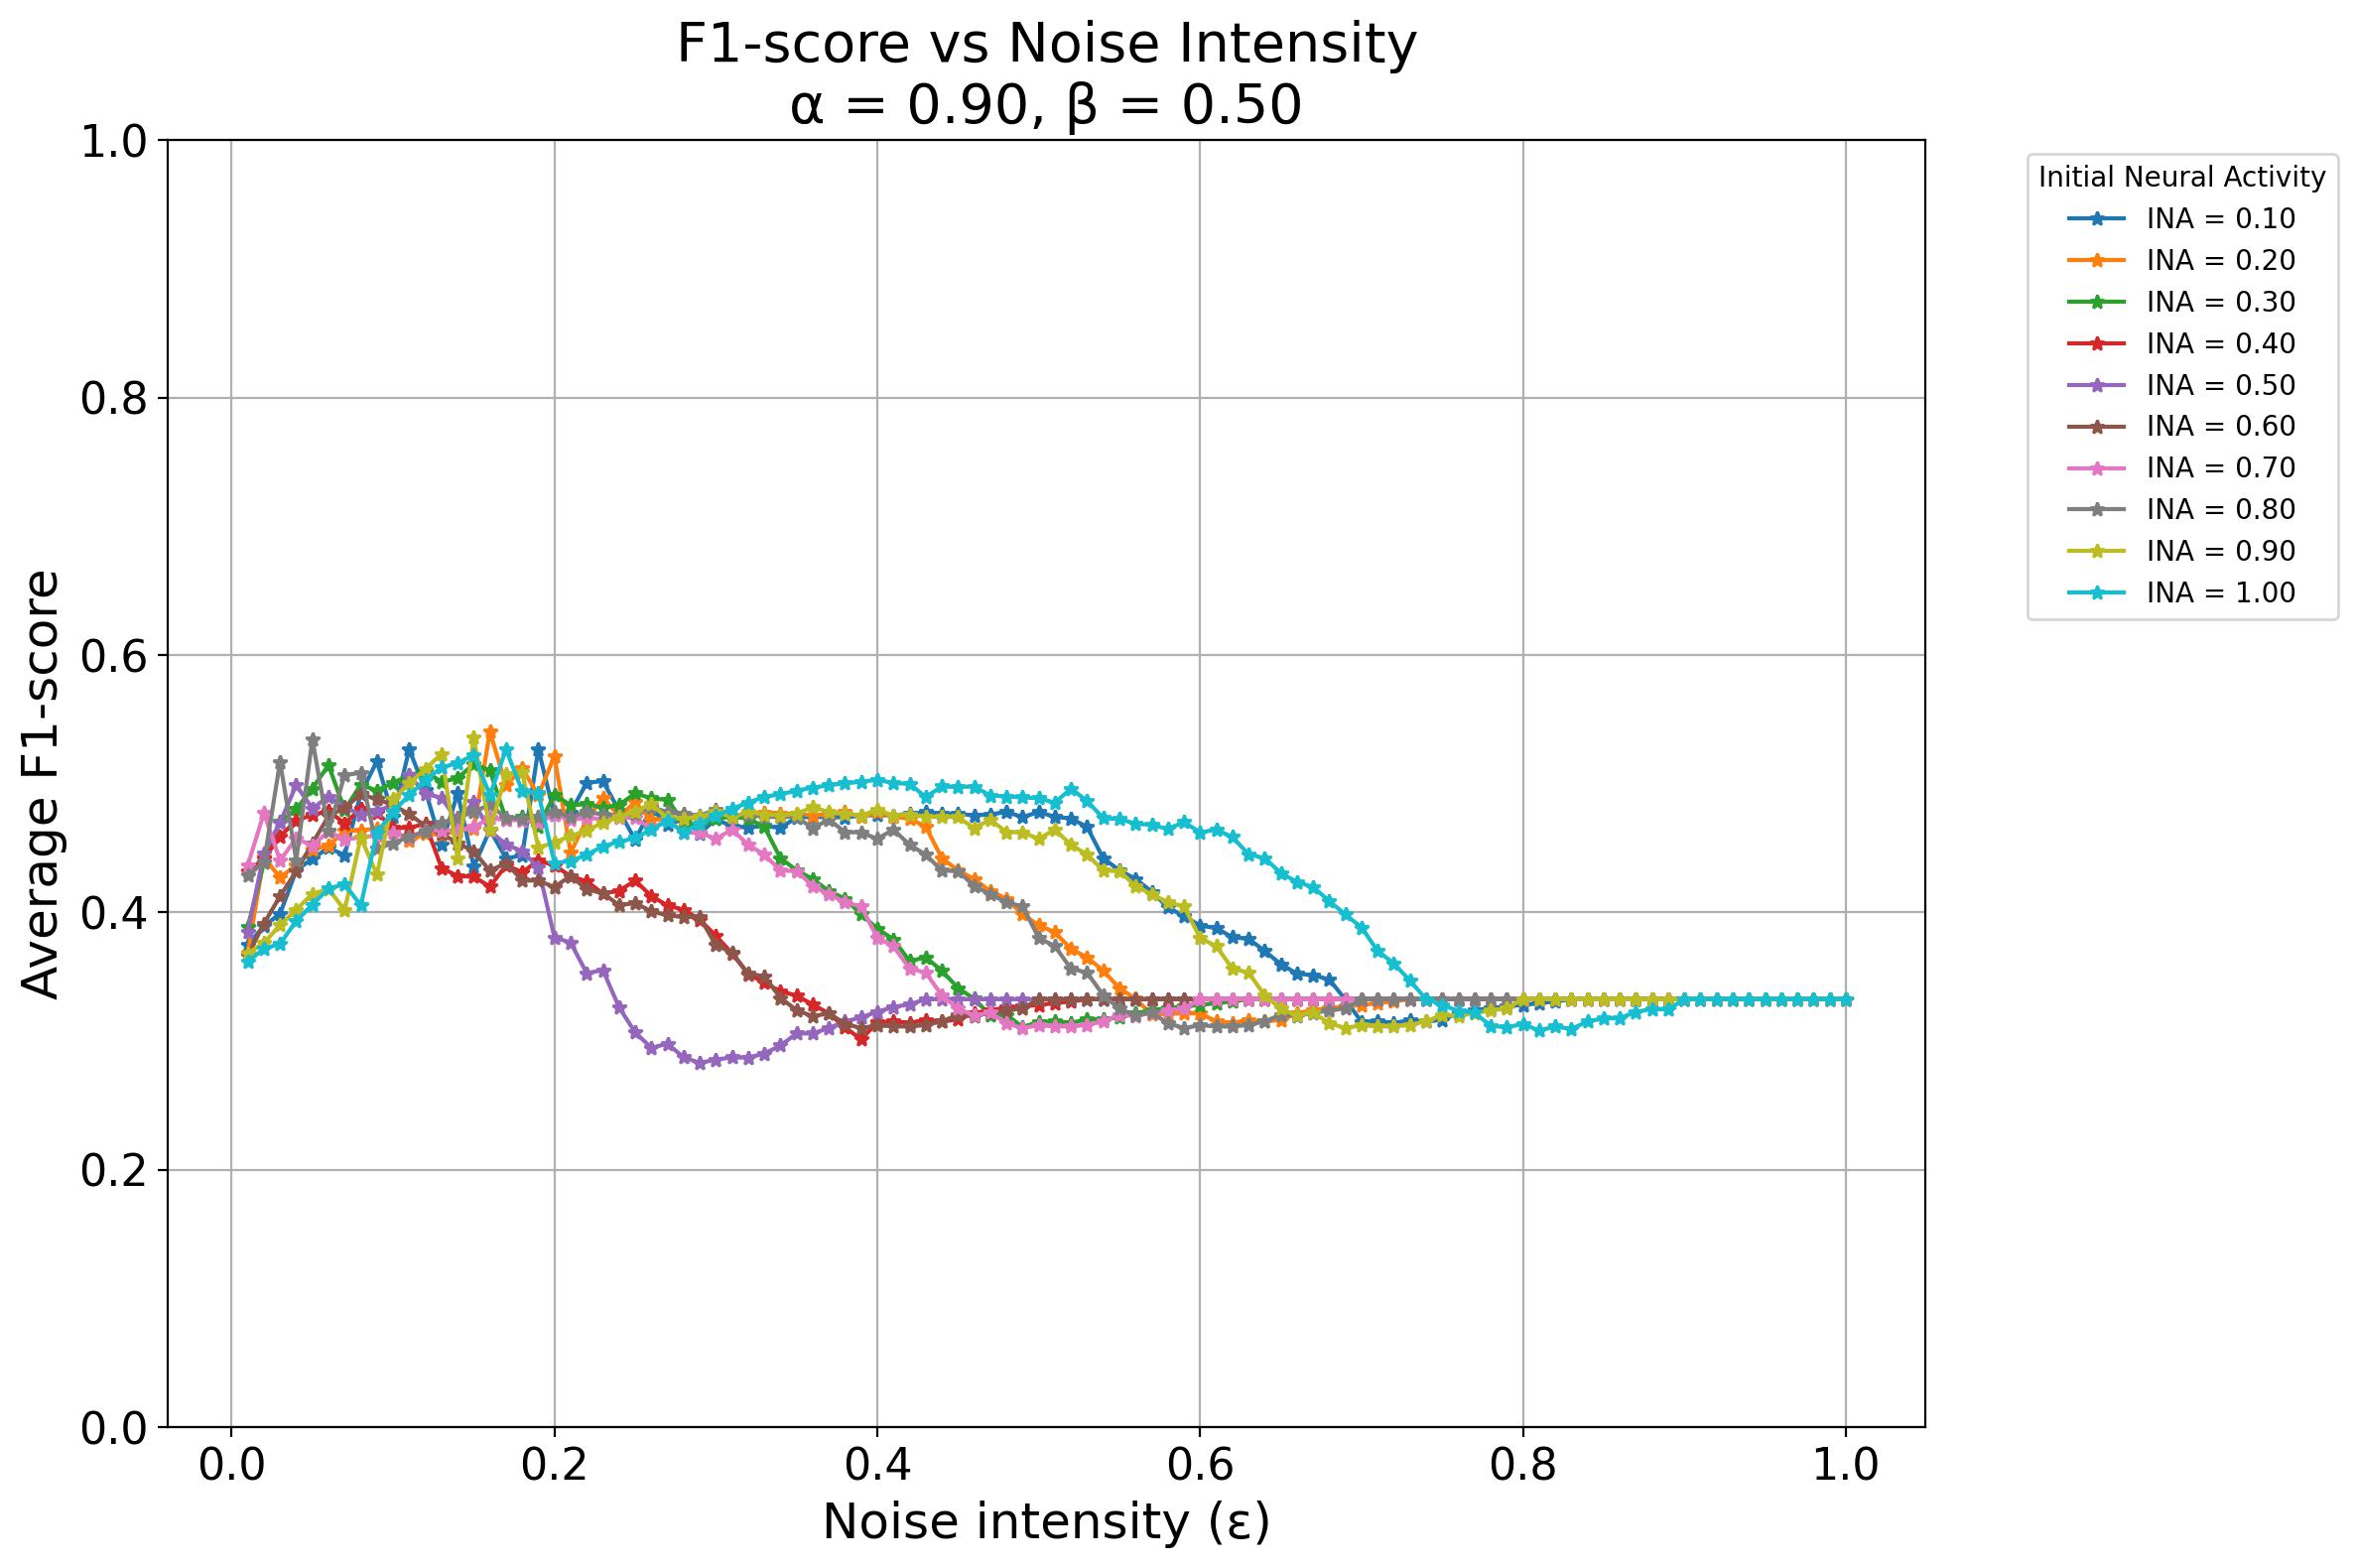 F1-score vs Noise Intensity
α = 0.90, β = 0.50
Average F1-score
1.0
0.8
0.6
0.4
0.2
0.0
0.0
0.2
0.4
0.6
0.8
1.0
Noise intensity (ε)
Initial Neural Activity
INA = 0.10
INA = 0.20
INA = 0.30
INA = 0.40
INA = 0.50
INA = 0.60
INA = 0.70
INA = 0.80
INA = 0.90
INA = 1.00